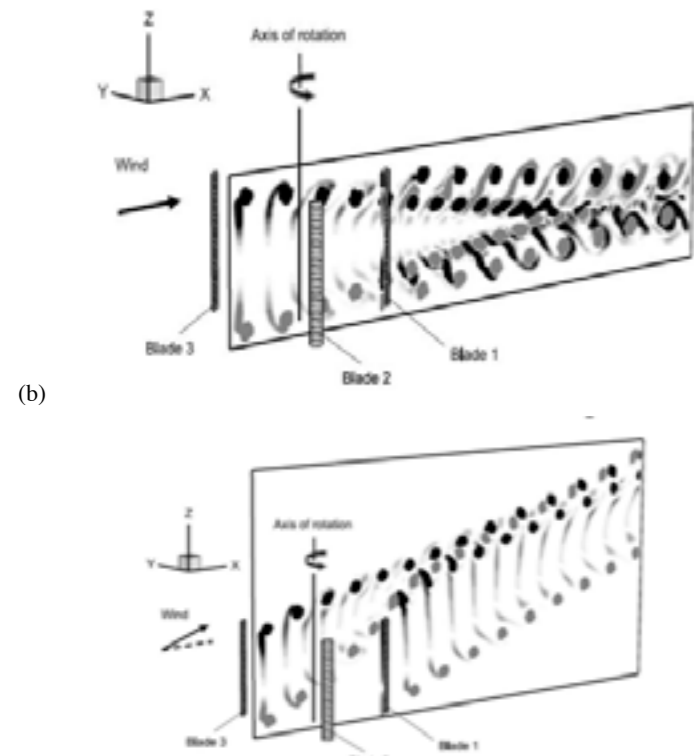 Z
Axis of rotation
Y
X
Wind
Blade 3
Blade 1
Blade 2
(b)
Z
Axis of rotation
Y
X
Wind
Blade 3
Blade 1